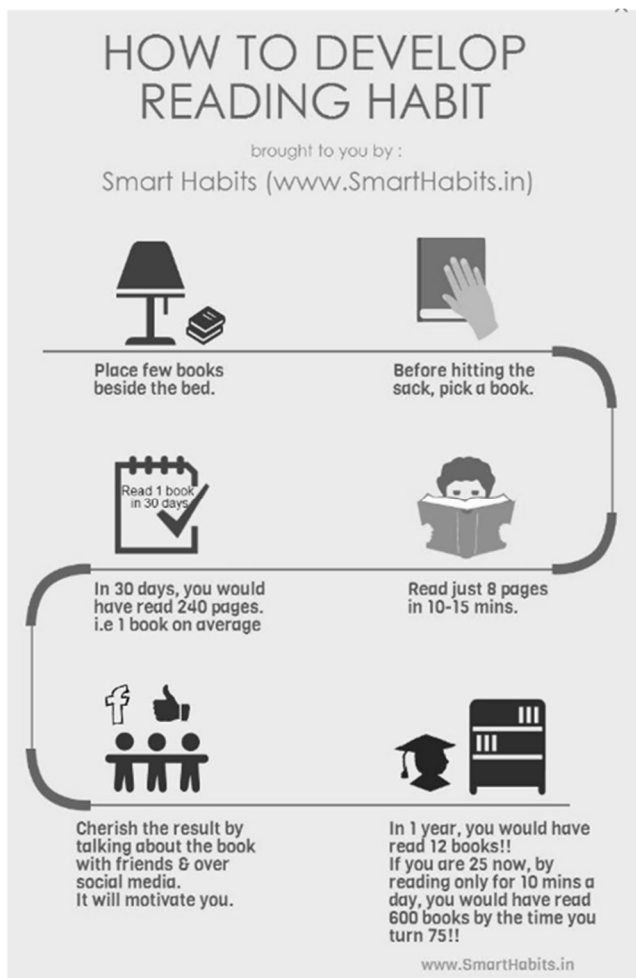 HOW TO DEVELOP
READING HABIT
brought to you by :
Smart Habits (www.SmartHabits.in)
Place few books
beside the bed.
Before hitting the
sack, pick a book.
Read just 8 pages
in 10-15 mins.
Read 1 book
in 30 days
In 30 days, you would
have read 240 pages.
i.e 1 book on average
f
Cherish the result by
talking about the book
with friends & over
social media.
It will motivate you.
In 1 year, you would have
read 12 books!!
If you are 25 now, by
reading only for 10 mins a
day, you would have read
600 books by the time you
turn 75!!
www.SmartHabits.in